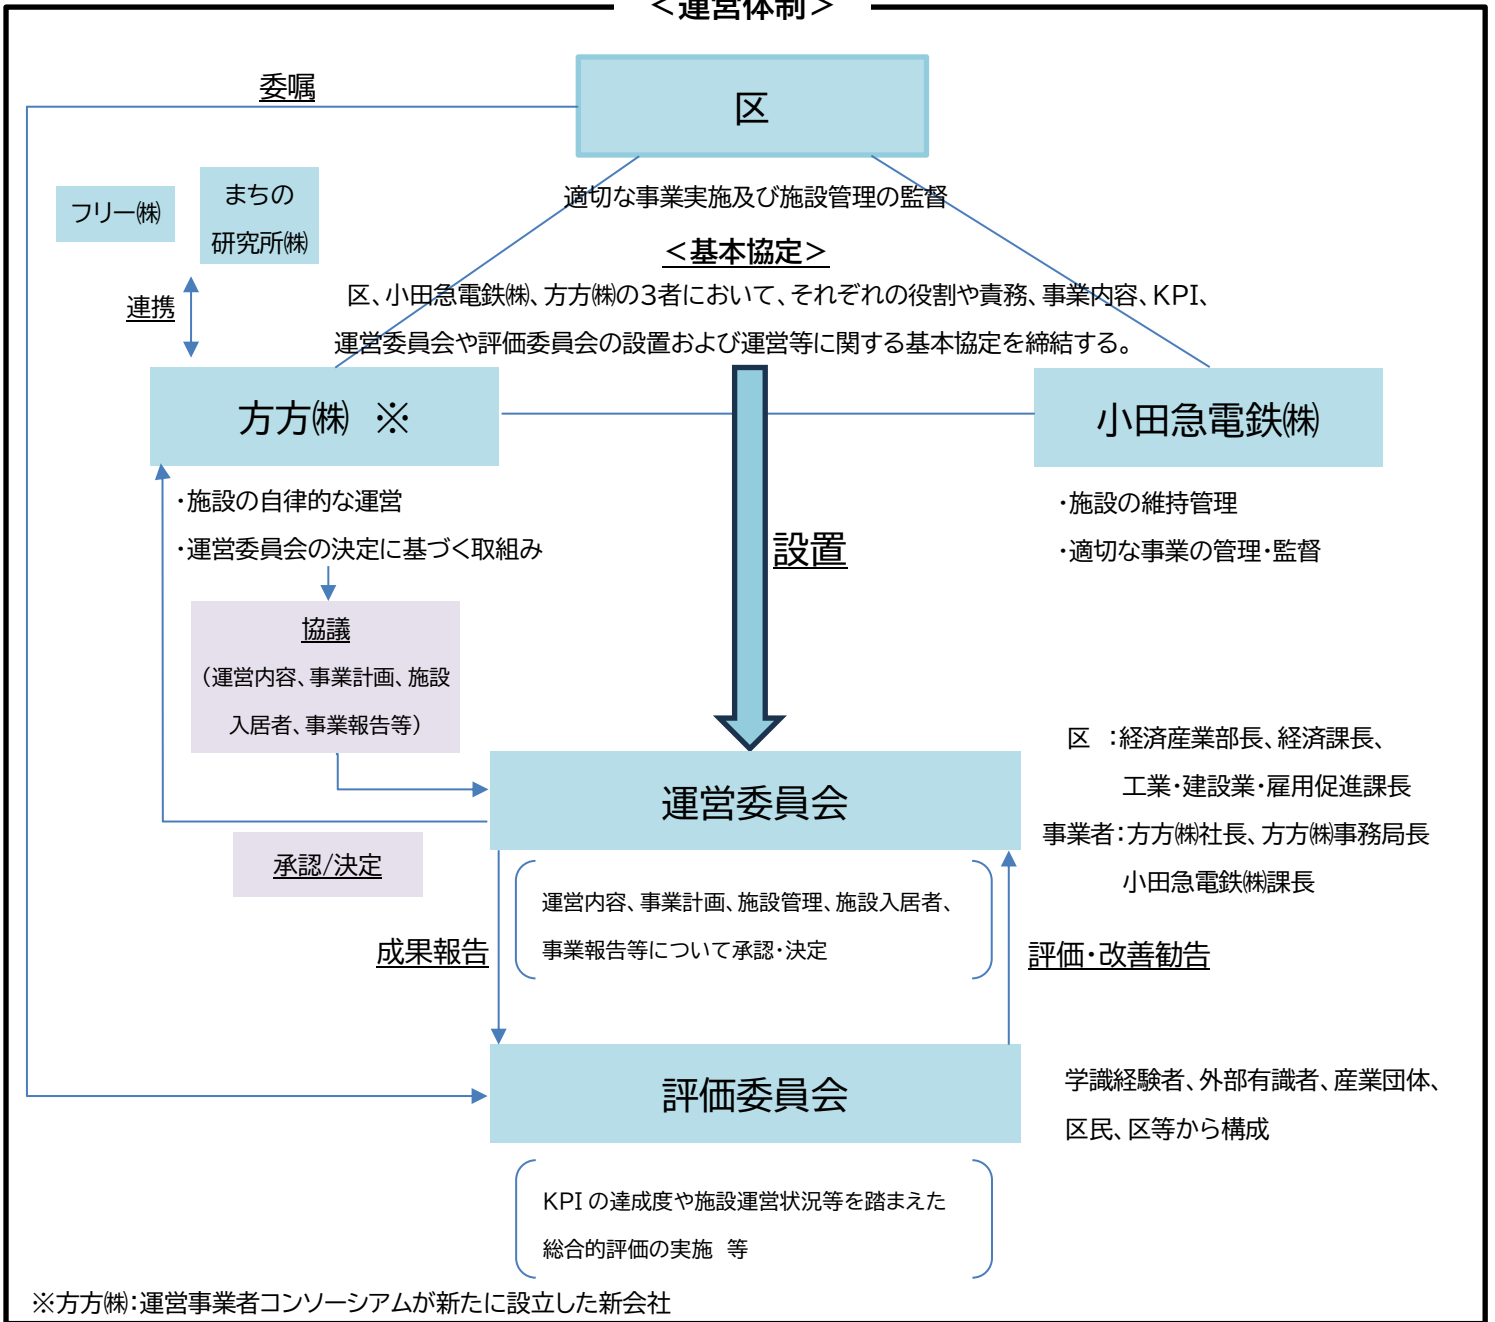 ＜運営体制＞
委嘱
区
フリー㈱
まちの
研究所㈱
適切な事業実施及び施設管理の監督
＜基本協定＞
連携
区、小田急電鉄㈱、方方㈱の３者において、それぞれの役割や責務、事業内容、KPI、
運営委員会や評価委員会の設置および運営等に関する基本協定を締結する。
方方㈱　※
小田急電鉄㈱
・施設の自律的な運営
・運営委員会の決定に基づく取組み
・施設の維持管理
・適切な事業の管理・監督
設置
協議
（運営内容、事業計画、施設
入居者、事業報告等）
運営委員会
区　：経済産業部長、経済課長、
工業・建設業・雇用促進課長
事業者：方方㈱社長、方方㈱事務局長
小田急電鉄㈱課長
承認/決定
運営内容、事業計画、施設管理、施設入居者、
事業報告等について承認・決定
成果報告
評価・改善勧告
評価委員会
学識経験者、外部有識者、産業団体、
区民、区等から構成
KPI の達成度や施設運営状況等を踏まえた
総合的評価の実施　等
※方方㈱：運営事業者コンソーシアムが新たに設立した新会社